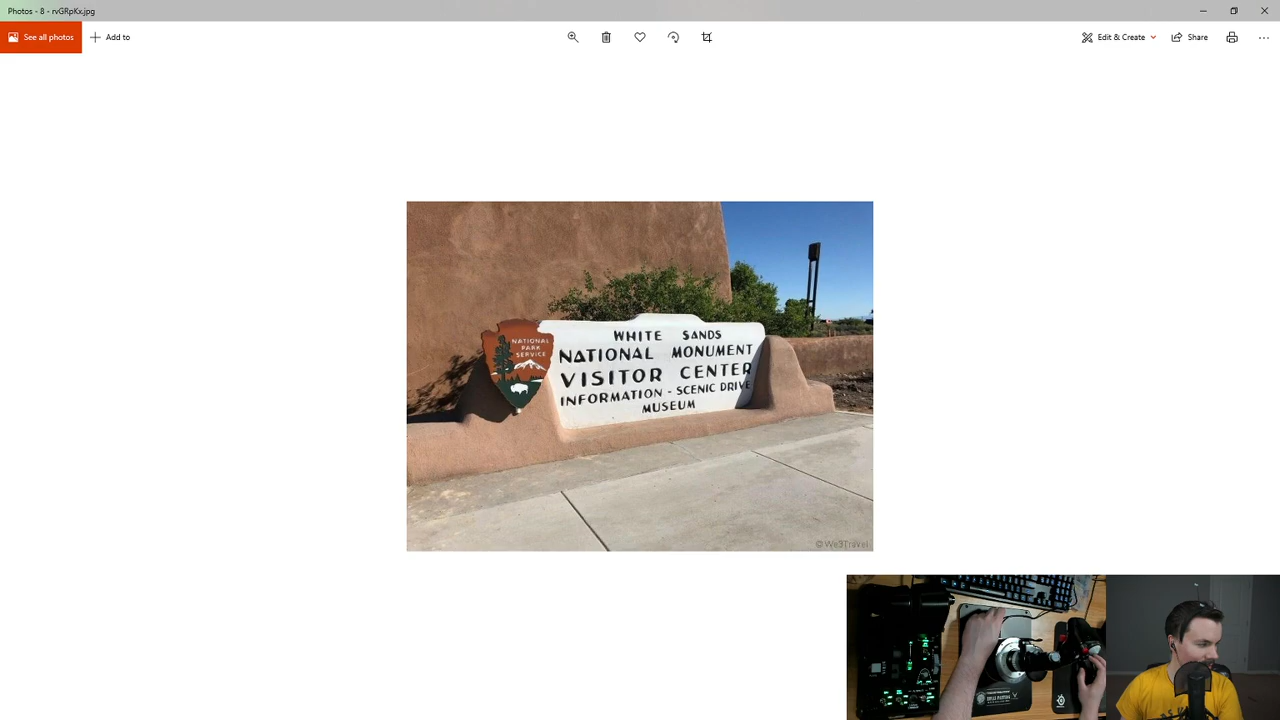 Photos - 8 - rvGRpKx.jpg
See all photos
Add to
Edit & Create
Share
NATIONAL
PARK
SERVICE
WHITE SANDS
NATIONAL MONUMENT
VISITOR CENTER
INFORMATION - SCENIC DRIVE
MUSEUM
© We3Travel